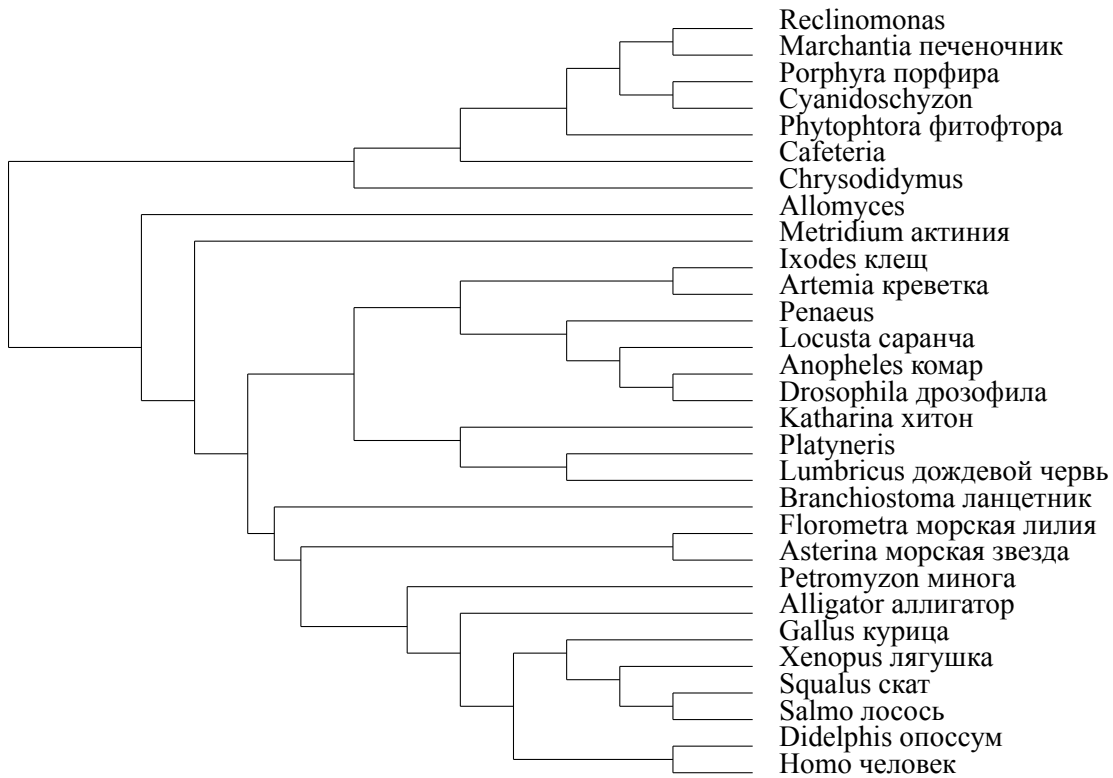 Reclinomonas
Marchantia печеночник
Porphyra порфира
Cyanidoschyzon
Phytophtora фитофтора
Cafeteria
Chrysodidymus
Allomyces
Metridium актиния
Ixodes клещ
Artemia креветка
Penaeus
Locusta саранча
Anopheles комар
Drosophila дрозофила
Katharina хитон
Platyneris
Lumbricus дождевой червь
Branchiostoma ланцетник
Florometra морская лилия
Asterina морская звезда
Petromyzon минога
Alligator аллигатор
Gallus курица
Xenopus лягушка
Squalus скат
Salmo лосось
Didelphis опоссум
Homo человек